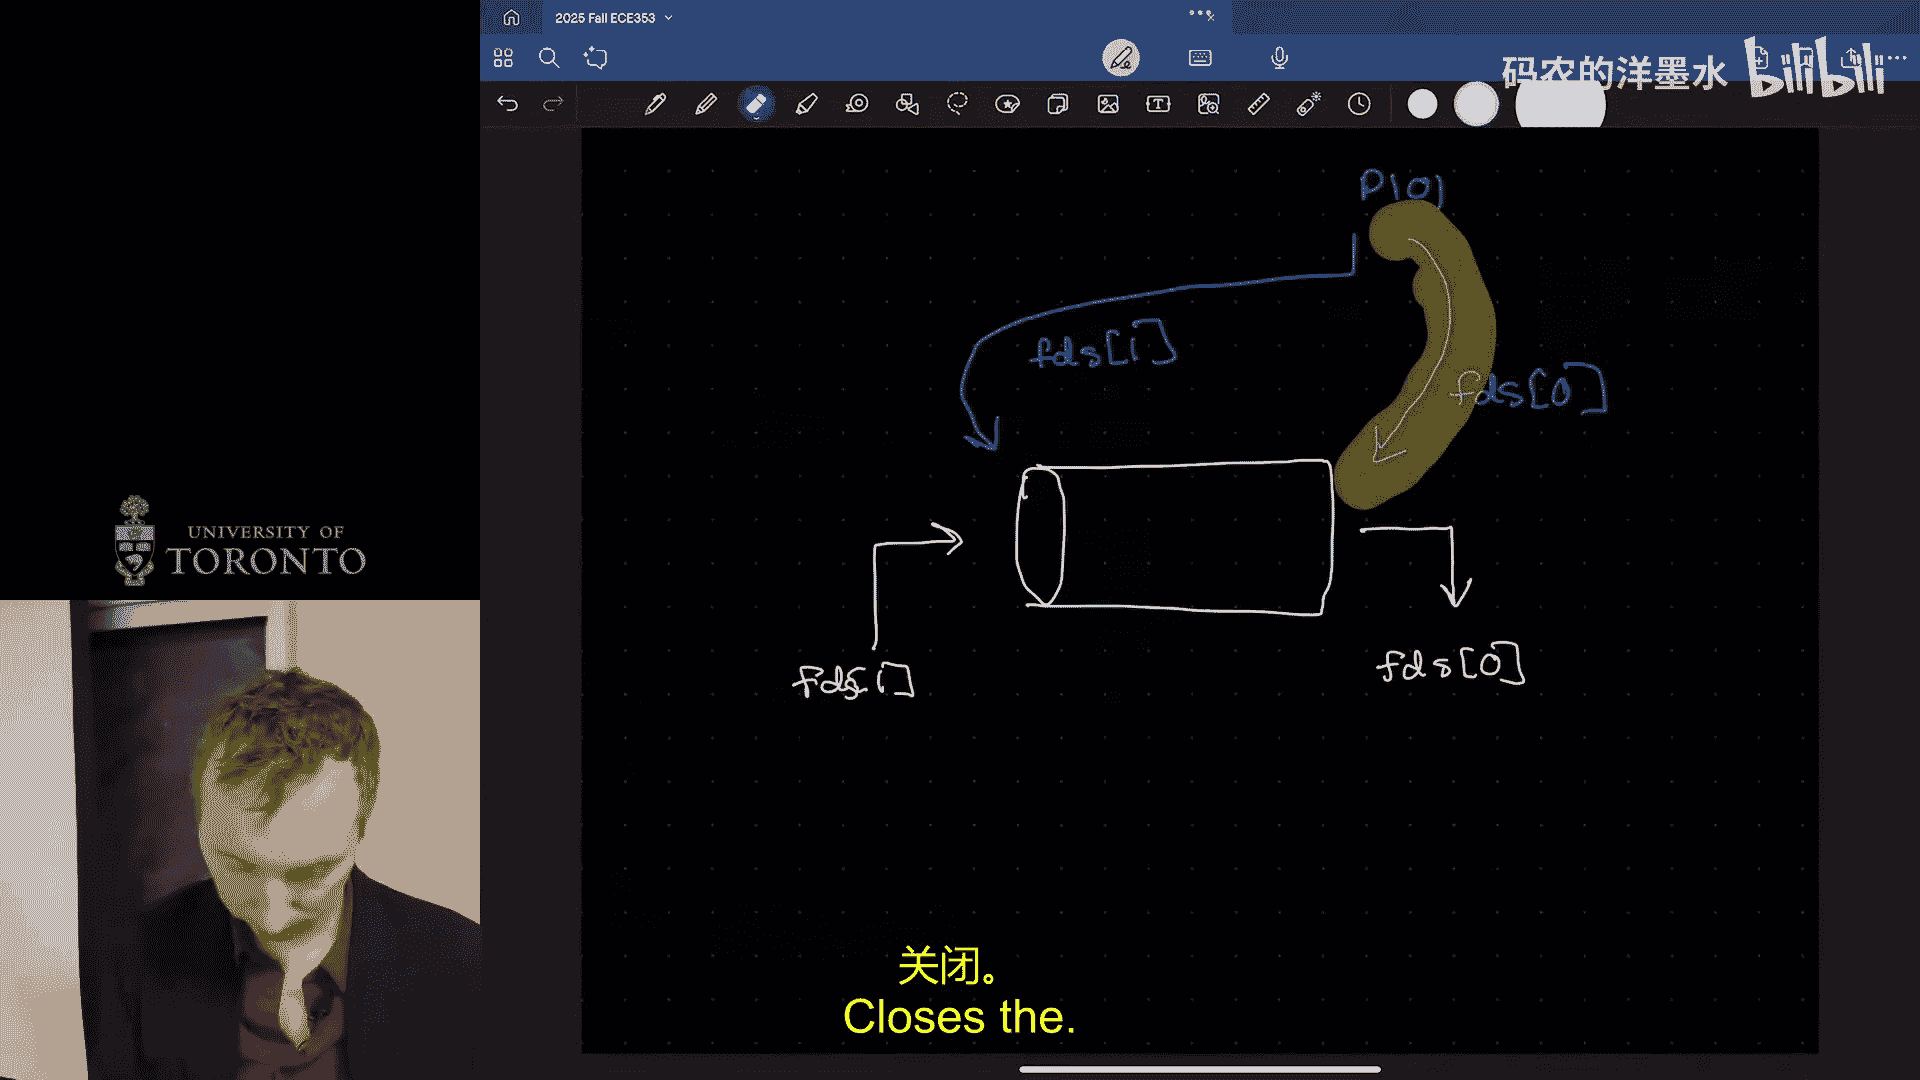 2025 Fall ECE353
码农的洋墨水 bilibili
P101
fds[1]
fds[0]
UNIVERSITY OF
TORONTO
fds[1]
fds[0]
关闭。
Closes the.